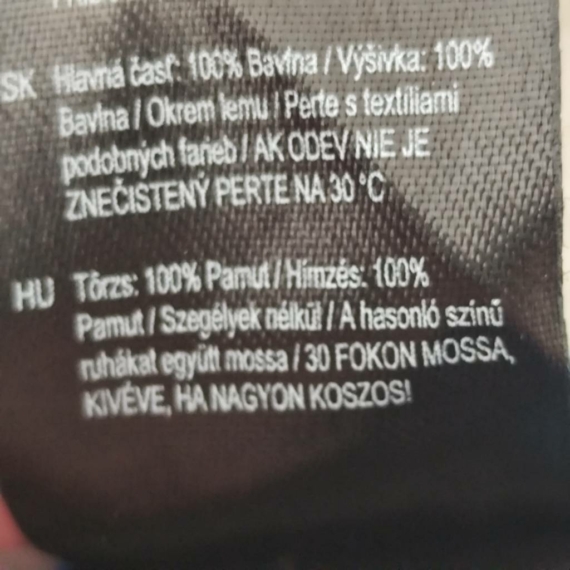 SK Hlavná časť: 100% Bavlna / Výšivka: 100%
Bavlna / Okrem lemu / Perte s textíliami
podobných farieb / AK ODEV NIE JE
ZNEČISTENÝ PERTE NA 30 °C
HU Törzs: 100% Pamut / Hímzés: 100%
Pamut / Szegélyek nélkül / A hasonló színű
ruhákat együtt mossa / 30 FOKON MOSSA,
KIVÉVE, HA NAGYON KOSZOS!